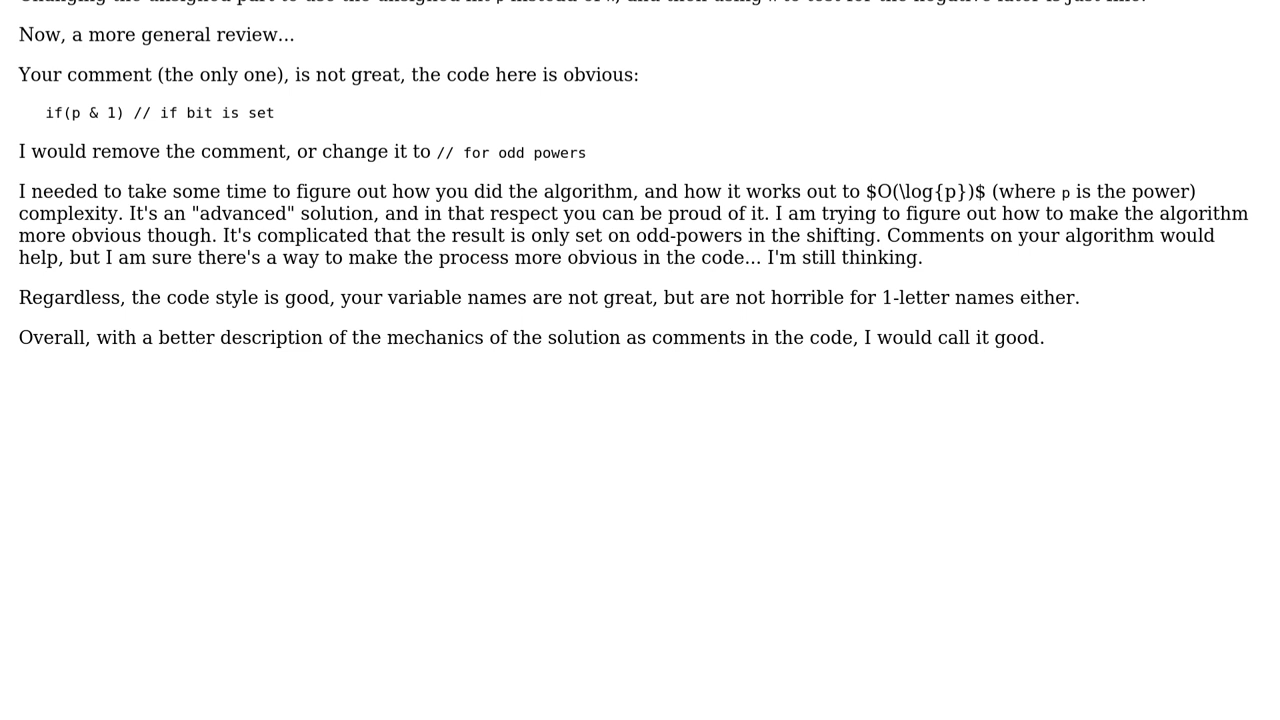 Now, a more general review...
Your comment (the only one), is not great, the code here is obvious:
if(p & 1) // if bit is set
I would remove the comment, or change it to // for odd powers
I needed to take some time to figure out how you did the algorithm, and how it works out to $O(\log{p})$ (where p is the power)
complexity. It's an "advanced" solution, and in that respect you can be proud of it. I am trying to figure out how to make the algorithm
more obvious though. It's complicated that the result is only set on odd-powers in the shifting. Comments on your algorithm would
help, but I am sure there's a way to make the process more obvious in the code... I'm still thinking.
Regardless, the code style is good, your variable names are not great, but are not horrible for 1-letter names either.
Overall, with a better description of the mechanics of the solution as comments in the code, I would call it good.